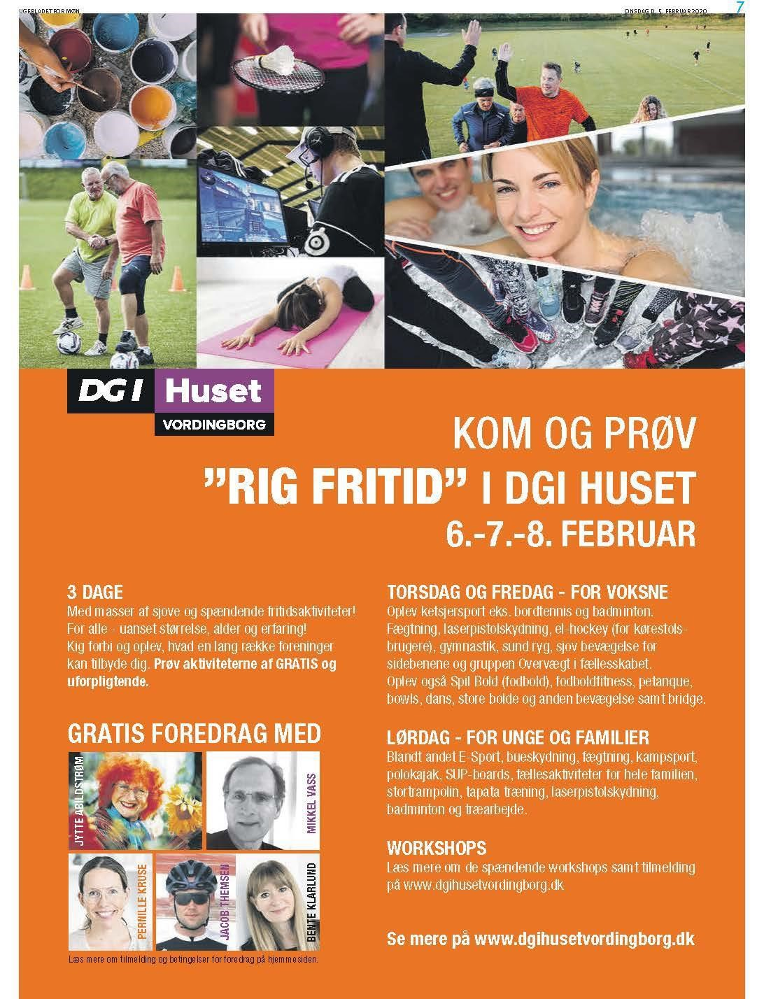 UGEBLADET FOR MØN
ONSDAG D. 5. FEBRUAR 2020
7
DGI Huset
VORDINGBORG
KOM OG PRØV
”RIG FRITID” I DGI HUSET
6.-7.-8. FEBRUAR
3 DAGE
Med masser af sjove og spændende fritidsaktiviteter!
For alle - uanset størrelse, alder og erfaring!
Kig forbi og oplev, hvad en lang række foreninger
kan tilbyde dig. Prøv aktiviteterne af GRATIS og
uforpligtende.
GRATIS FOREDRAG MED
JYTTE ABILDSTRØM
MIKKEL VASS
PERNILLE KRUSE
JACOB THEMSEN
BENTE KLARLUND
Læs mere om tilmelding og betingelser for foredrag på hjemmesiden.
TORSDAG OG FREDAG - FOR VOKSNE
Oplev ketsjersport eks. bordtennis og badminton.
Fægtning, laserpistolskydning, el-hockey (for kørestols-
brugere), gymnastik, sund ryg, sjov bevægelse for
sidebenene og gruppen Overvægt i fællesskabet.
Oplev også Spil Bold (fodbold), fodboldfitness, petanque,
bowls, dans, store bolde og anden bevægelse samt bridge.
LØRDAG - FOR UNGE OG FAMILIER
Blandt andet E-Sport, bueskydning, fægtning, kampsport,
polokajak, SUP-boards, fællesaktiviteter for hele familien,
stortrampolin, tapata træning, laserpistolskydning,
badminton og træarbejde.
WORKSHOPS
Læs mere om de spændende workshops samt tilmelding
på www.dgihusetvordingborg.dk
Se mere på www.dgihusetvordingborg.dk